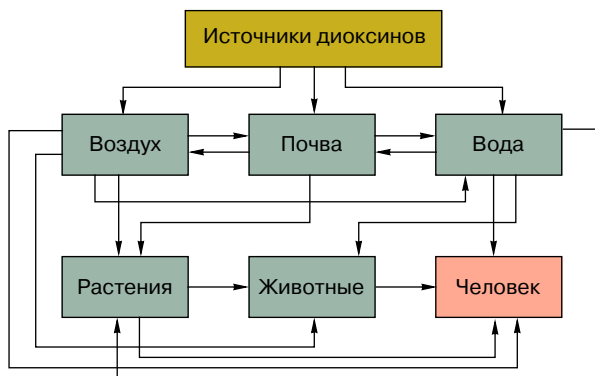 Источники диоксинов
Воздух
Почва
Вода
Растения
Животные
Человек